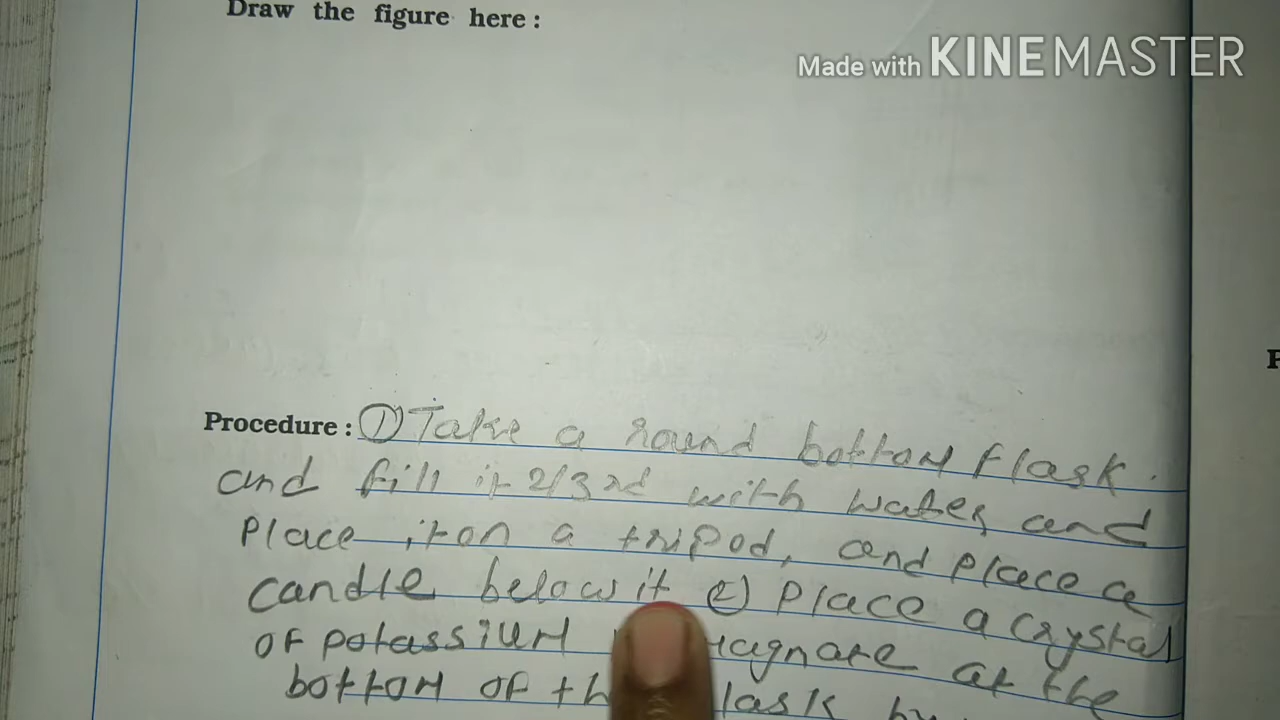 Draw the figure here :
Made with KINEMASTER
Procedure : ① Take a round bottom flask.
and fill it 2/3rd with water and
place it on a tripod, and place a
candle below it 2) place a crystal
of potassium at the
bottom of